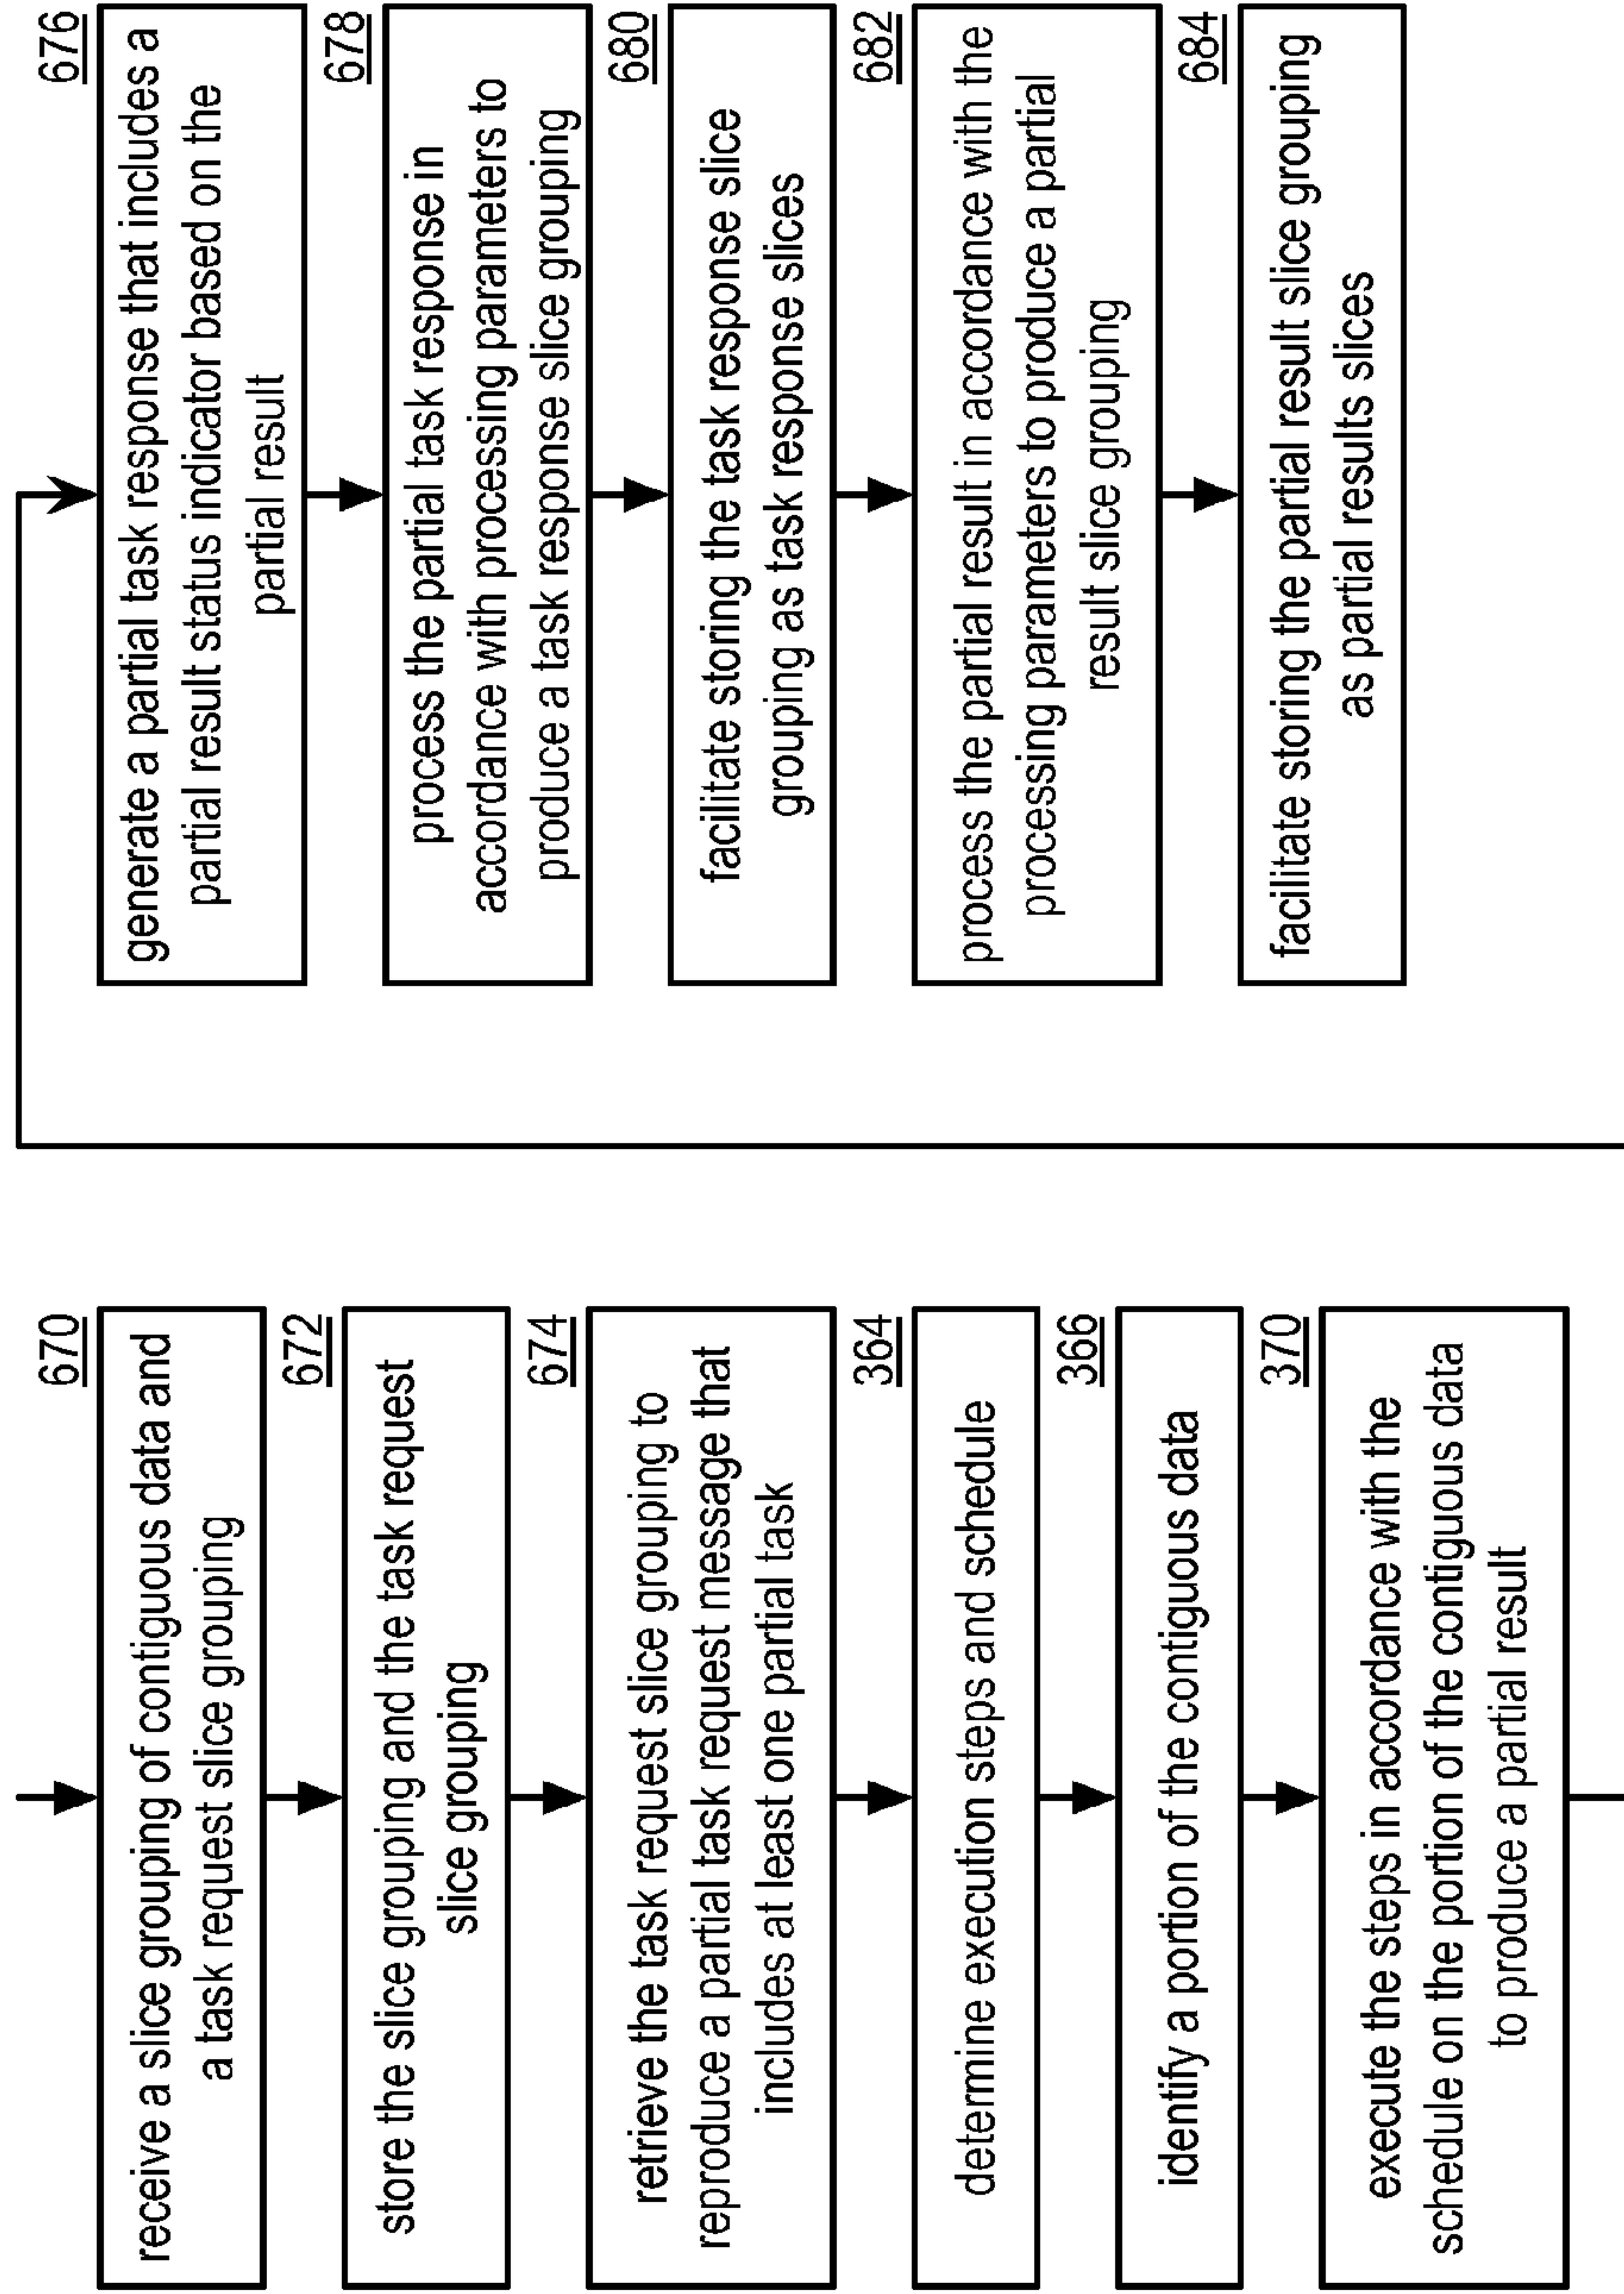 670
receive a slice grouping of contiguous data and
a task request slice grouping
672
store the slice grouping and the task request
slice grouping
674
retrieve the task request slice grouping to
reproduce a partial task request message that
includes at least one partial task
364
determine execution steps and schedule
366
identify a portion of the contiguous data
370
execute the steps in accordance with the
schedule on the portion of the contiguous data
to produce a partial result
676
generate a partial task response that includes a
partial result status indicator based on the
partial result
678
process the partial task response in
accordance with processing parameters to
produce a task response slice grouping
680
facilitate storing the task response slice
grouping as task response slices
682
process the partial result in accordance with the
processing parameters to produce a partial
result slice grouping
684
facilitate storing the partial result slice grouping
as partial results slices